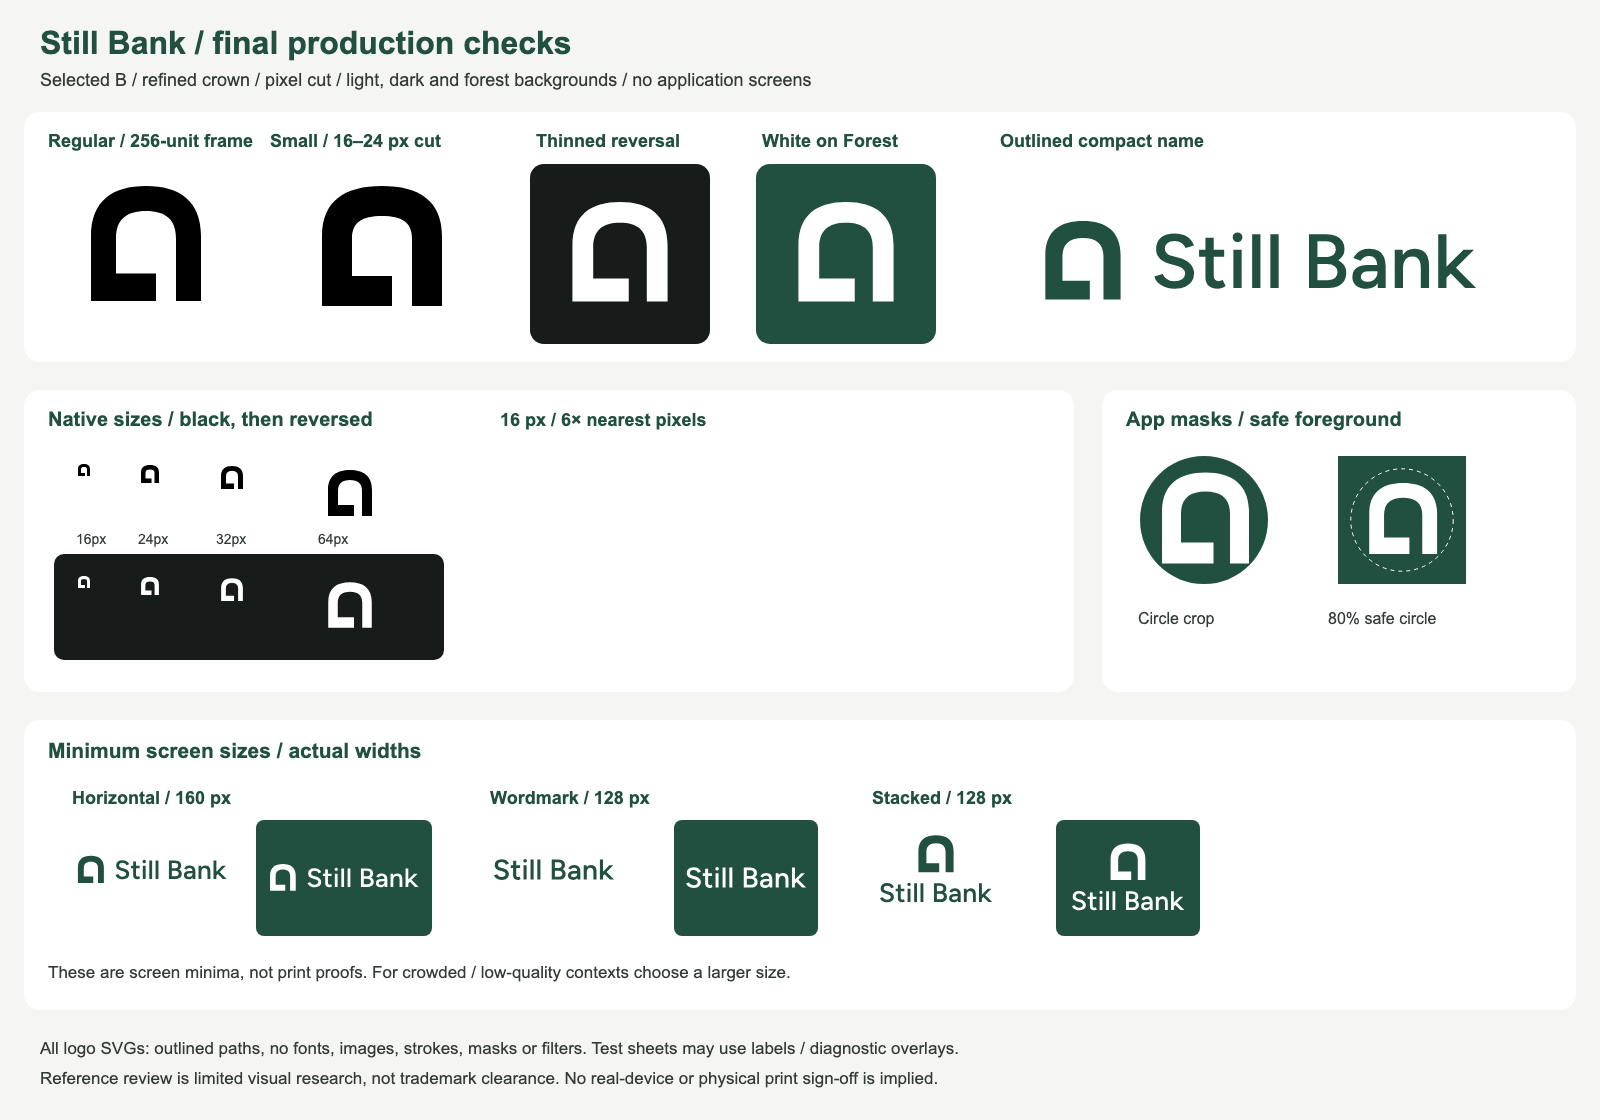 Still Bank / final production checks
Selected B / refined crown / pixel cut / light, dark and forest backgrounds / no application screens
Regular / 256-unit frame
Small / 16–24 px cut
Thinned reversal
White on Forest
Outlined compact name
Still Bank
Native sizes / black, then reversed
16 px / 6× nearest pixels
16px
24px
32px
64px
App masks / safe foreground
Circle crop
80% safe circle
Minimum screen sizes / actual widths
Horizontal / 160 px
Wordmark / 128 px
Stacked / 128 px
Still Bank
Still Bank
Still Bank
Still Bank
Still Bank
Still Bank
These are screen minima, not print proofs. For crowded / low-quality contexts choose a larger size.
All logo SVGs: outlined paths, no fonts, images, strokes, masks or filters. Test sheets may use labels / diagnostic overlays.
Reference review is limited visual research, not trademark clearance. No real-device or physical print sign-off is implied.